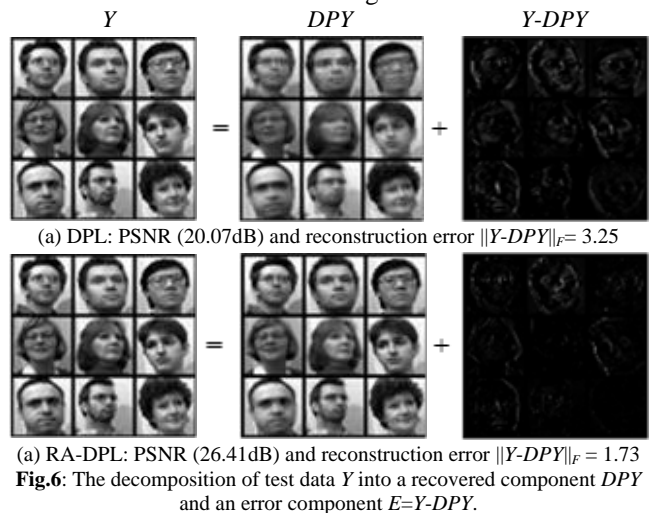 Y DPY Y-DPY
= +
(a) DPL: PSNR (20.07dB) and reconstruction error ||Y-DPY||F= 3.25
= +
(a) RA-DPL: PSNR (26.41dB) and reconstruction error ||Y-DPY||F = 1.73
Fig.6: The decomposition of test data Y into a recovered component DPY
and an error component E=Y-DPY.